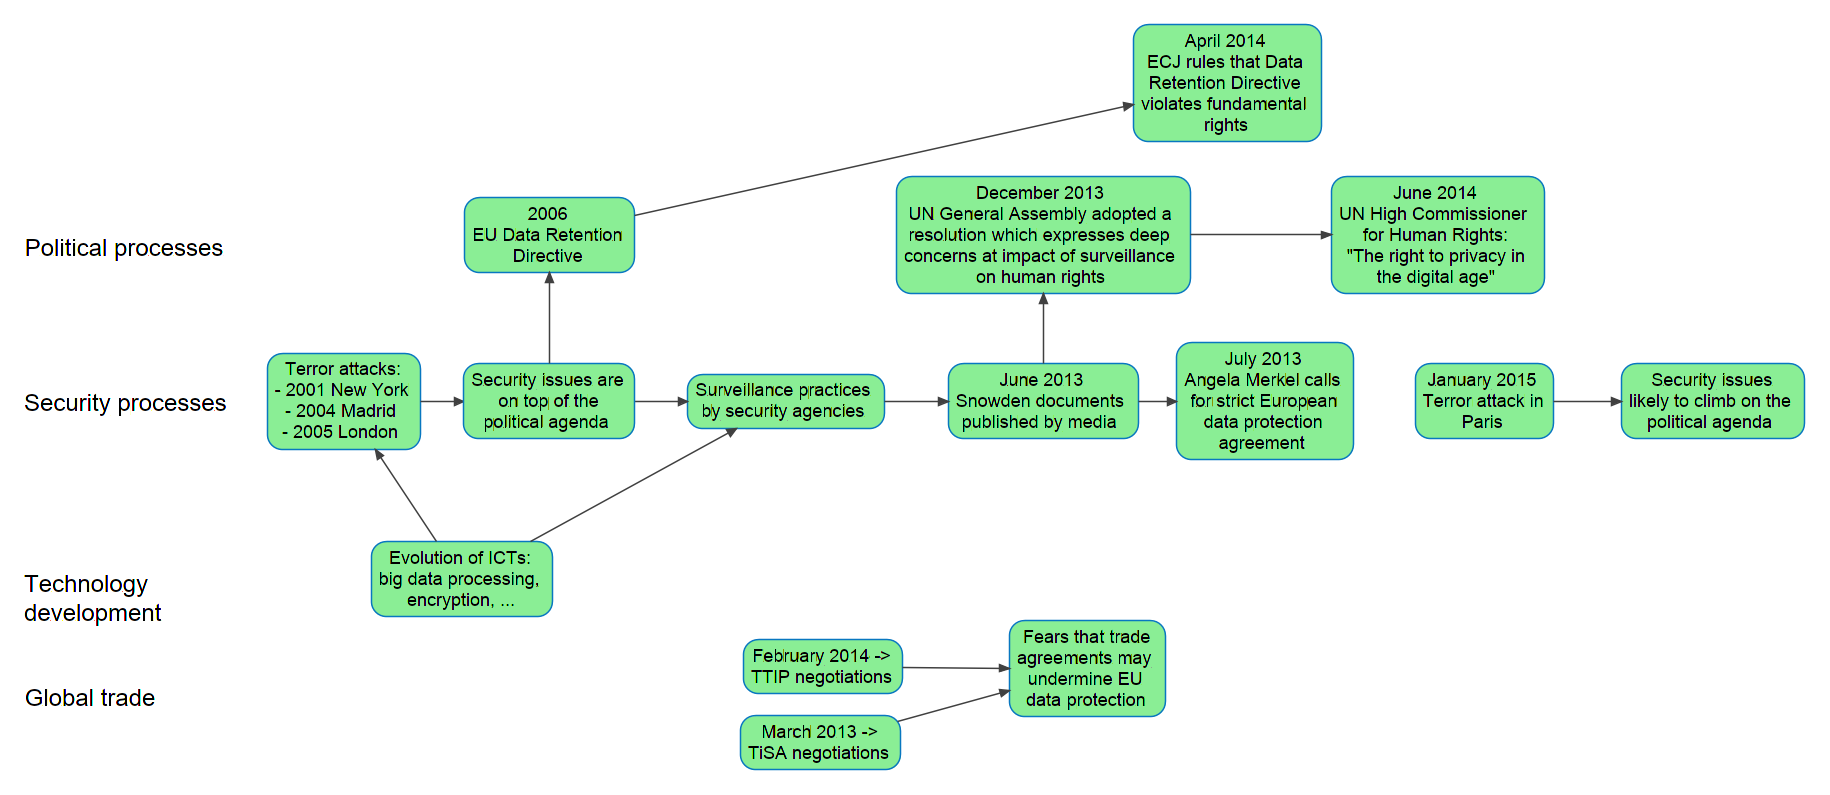 April 2014
ECJ rules that Data
Retention Directive
violates fundamental
rights
Political processes
2006
EU Data Retention
Directive
December 2013
UN General Assembly adopted a
resolution which expresses deep
concerns at impact of surveillance
on human rights
June 2014
UN High Commissioner
for Human Rights:
"The right to privacy in
the digital age"
Security processes
Terror attacks:
- 2001 New York
- 2004 Madrid
- 2005 London
Security issues are
on top of the
political agenda
Surveillance practices
by security agencies
June 2013
Snowden documents
published by media
July 2013
Angela Merkel calls
for strict European
data protection
agreement
January 2015
Terror attack in
Paris
Security issues
likely to climb on the
political agenda
Technology
development
Evolution of ICTs:
big data processing,
encryption, ...
Global trade
February 2014 ->
TTIP negotiations
March 2013 ->
TiSA negotiations
Fears that trade
agreements may
undermine EU
data protection